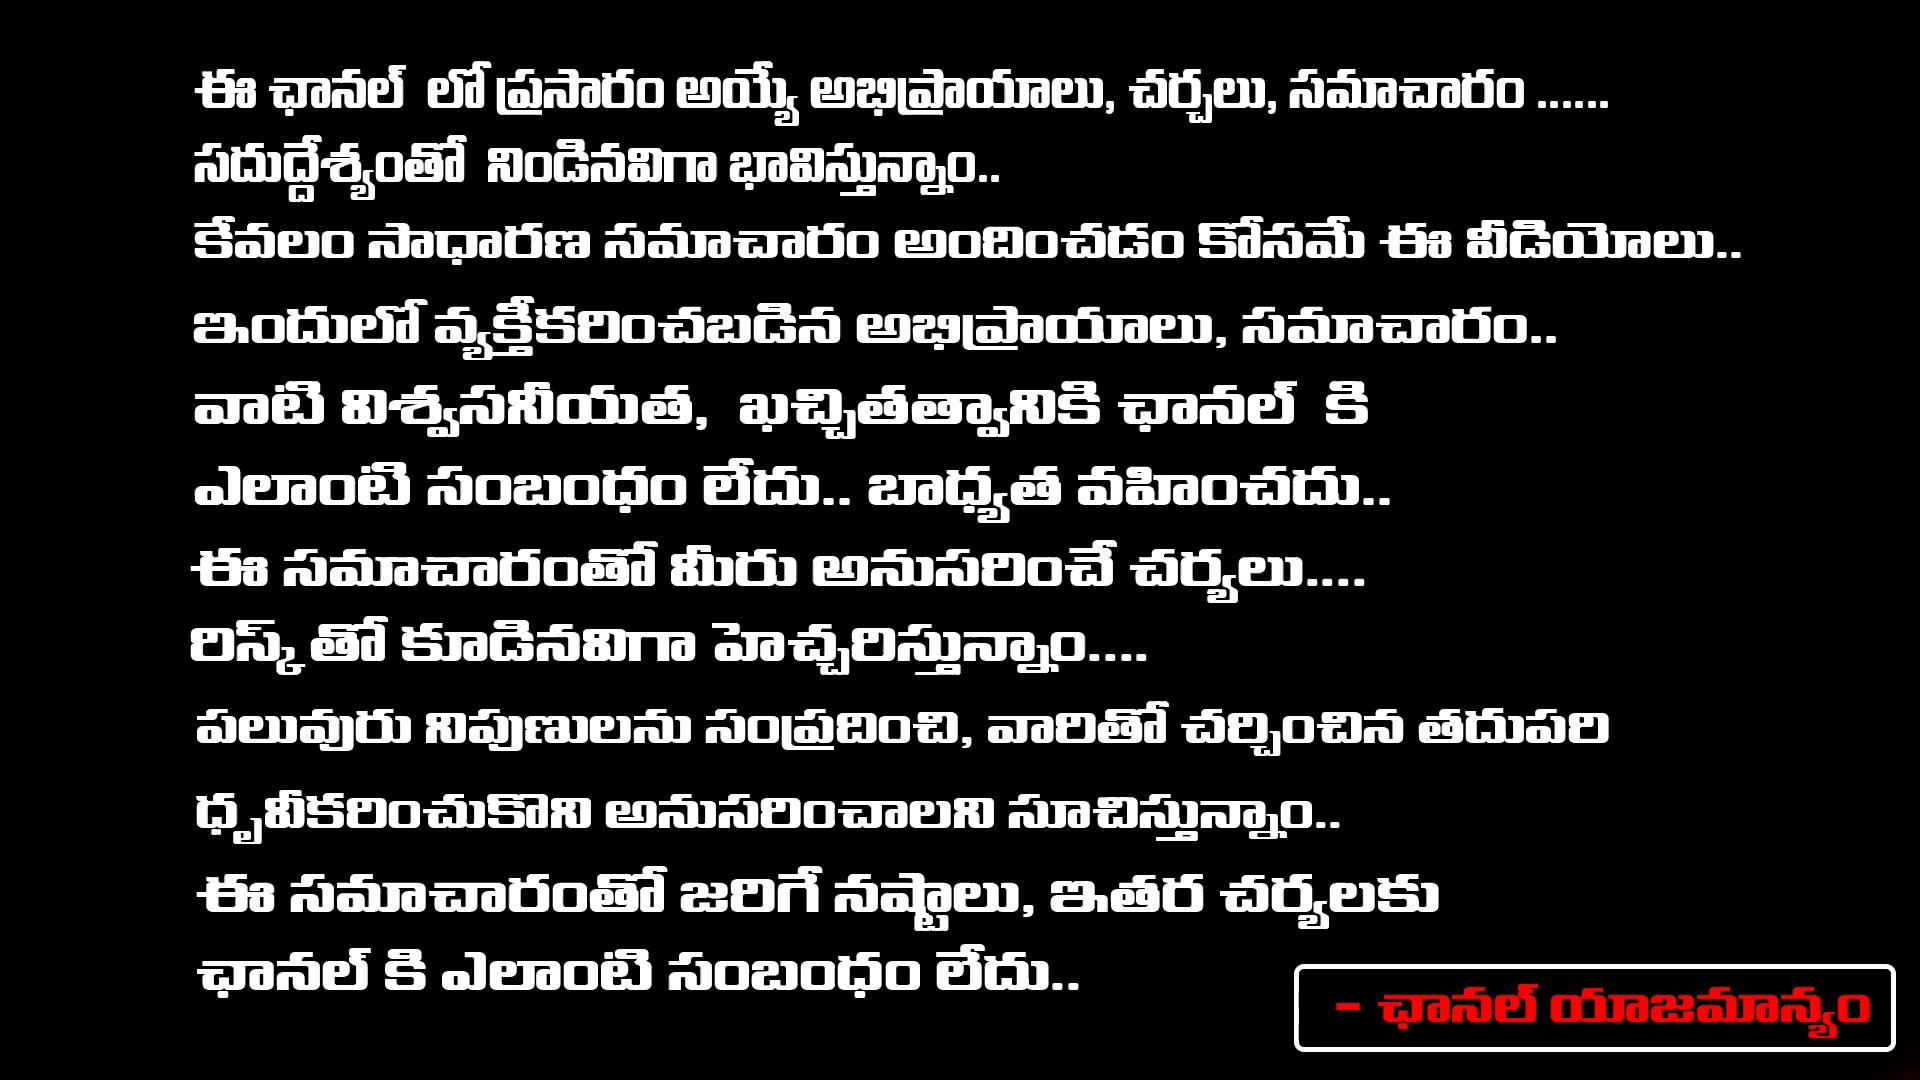 ఈ ఛానల్ లో ప్రసారం అయ్యే అభిప్రాయాలు, చర్చలు, సమాచారం ......
సదుద్దేశ్యంతో నిండినవిగా భావిస్తున్నాం..
కేవలం సాధారణ సమాచారం అందించడం కోసమే ఈ వీడియోలు..
ఇందులో వ్యక్తీకరించబడిన అభిప్రాయాలు, సమాచారం..
వాటి విశ్వసనీయత, ఖచ్చితత్వానికి ఛానల్ కి
ఎలాంటి సంబంధం లేదు.. బాధ్యత వహించదు..
ఈ సమాచారంతో మీరు అనుసరించే చర్యలు....
రిస్క్ తో కూడినవిగా హెచ్చరిస్తున్నాం....
పలువురు నిపుణులను సంప్రదించి, వారితో చర్చించిన తదుపరి
ధృవీకరించుకొని అనుసరించాలని సూచిస్తున్నాం..
ఈ సమాచారంతో జరిగే నష్టాలు, ఇతర చర్యలకు
ఛానల్ కి ఎలాంటి సంబంధం లేదు..
- ఛానల్ యాజమాన్యం